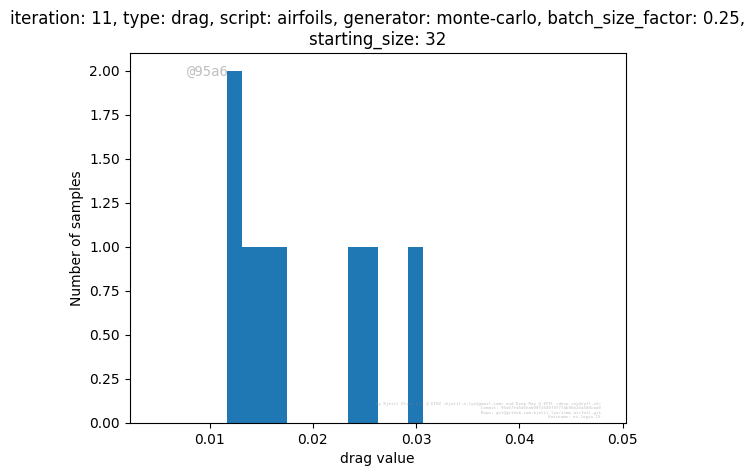 iteration: 11, type: drag, script: airfoils, generator: monte-carlo, batch_size_factor: 0.25,
starting_size: 32
@95a6
2.00
1.75
1.50
1.25
1.00
0.75
0.50
0.25
0.00
Number of samples
0.01
0.02
0.03
0.04
0.05
drag value